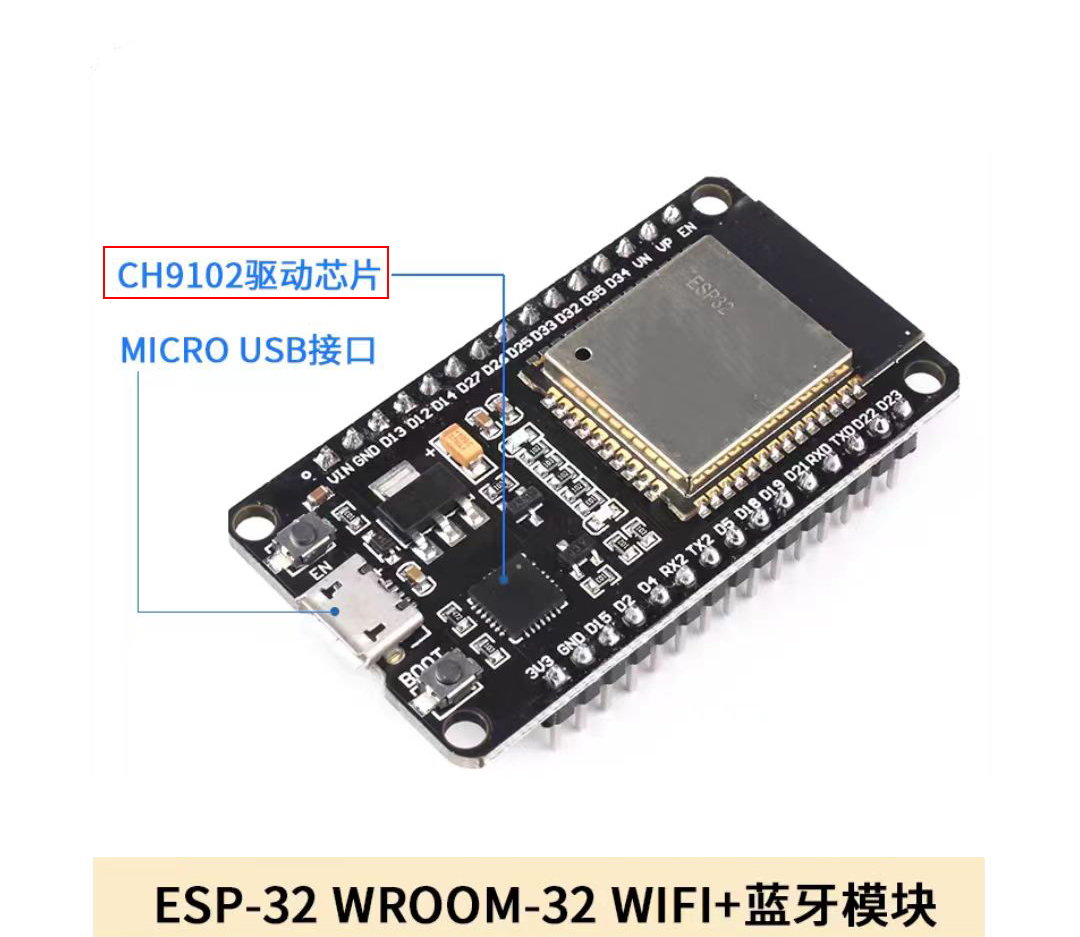 CH9102驱动芯片
MICRO USB接口
EN
VP
VN
D34
D35
D32
D33
D25
D26
D27
D14
D12
D13
GND
VIN
ESP32
EN
BOOT
3V3
GND
D15
D2
D4
RX2
TX2
D5
D18
D19
D21
RX0
TX0
D22
D23
ESP-32 WROOM-32 WIFI+蓝牙模块